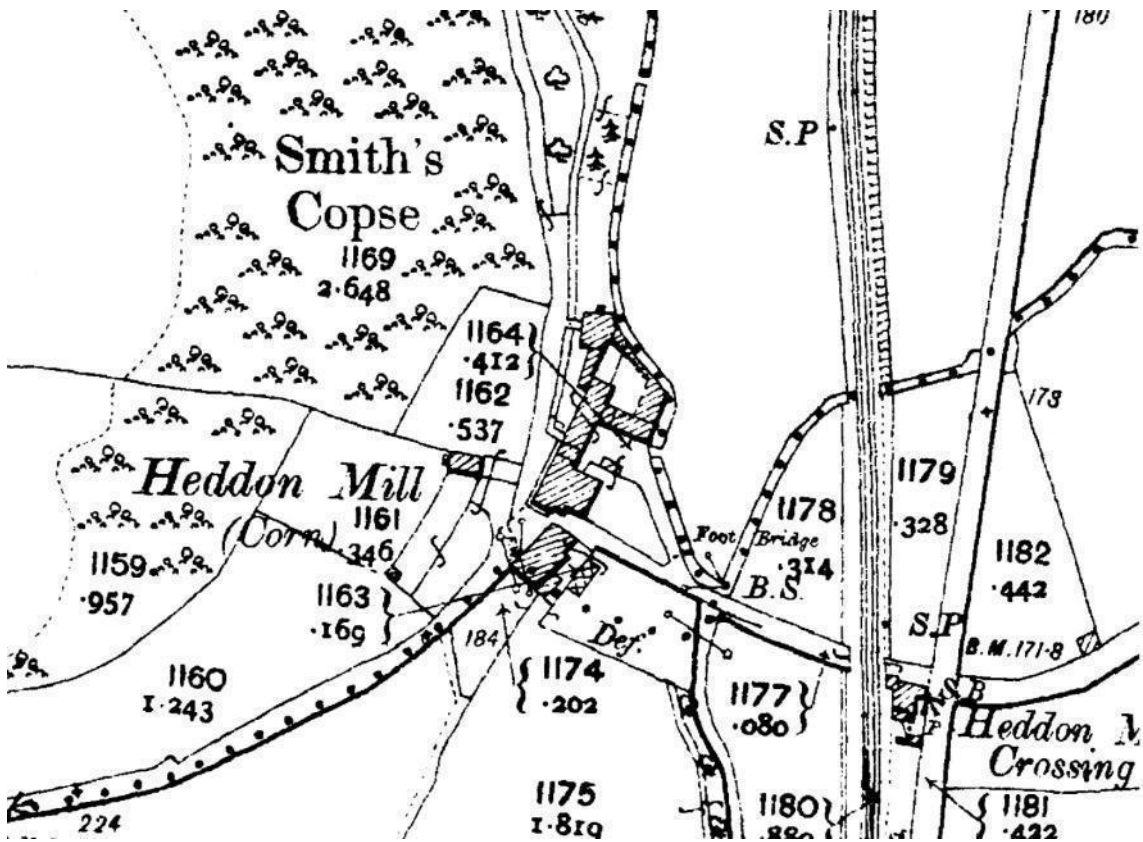 180
S.P
Smith's
Copse
1169
2.648
1164
.412
1162
.537
173
Heddon Mill
(Corn)
1161
.346
1159
.957
1163
.169
184
1160
1.243
224
1174
.202
Def.
1175
1.819
Foot Bridge
B.S.
1178
.314
1179
.328
1182
.442
S.P
B.M. 171.8
1177
.080
Heddon M
Crossing
1180
.880
1181
.422